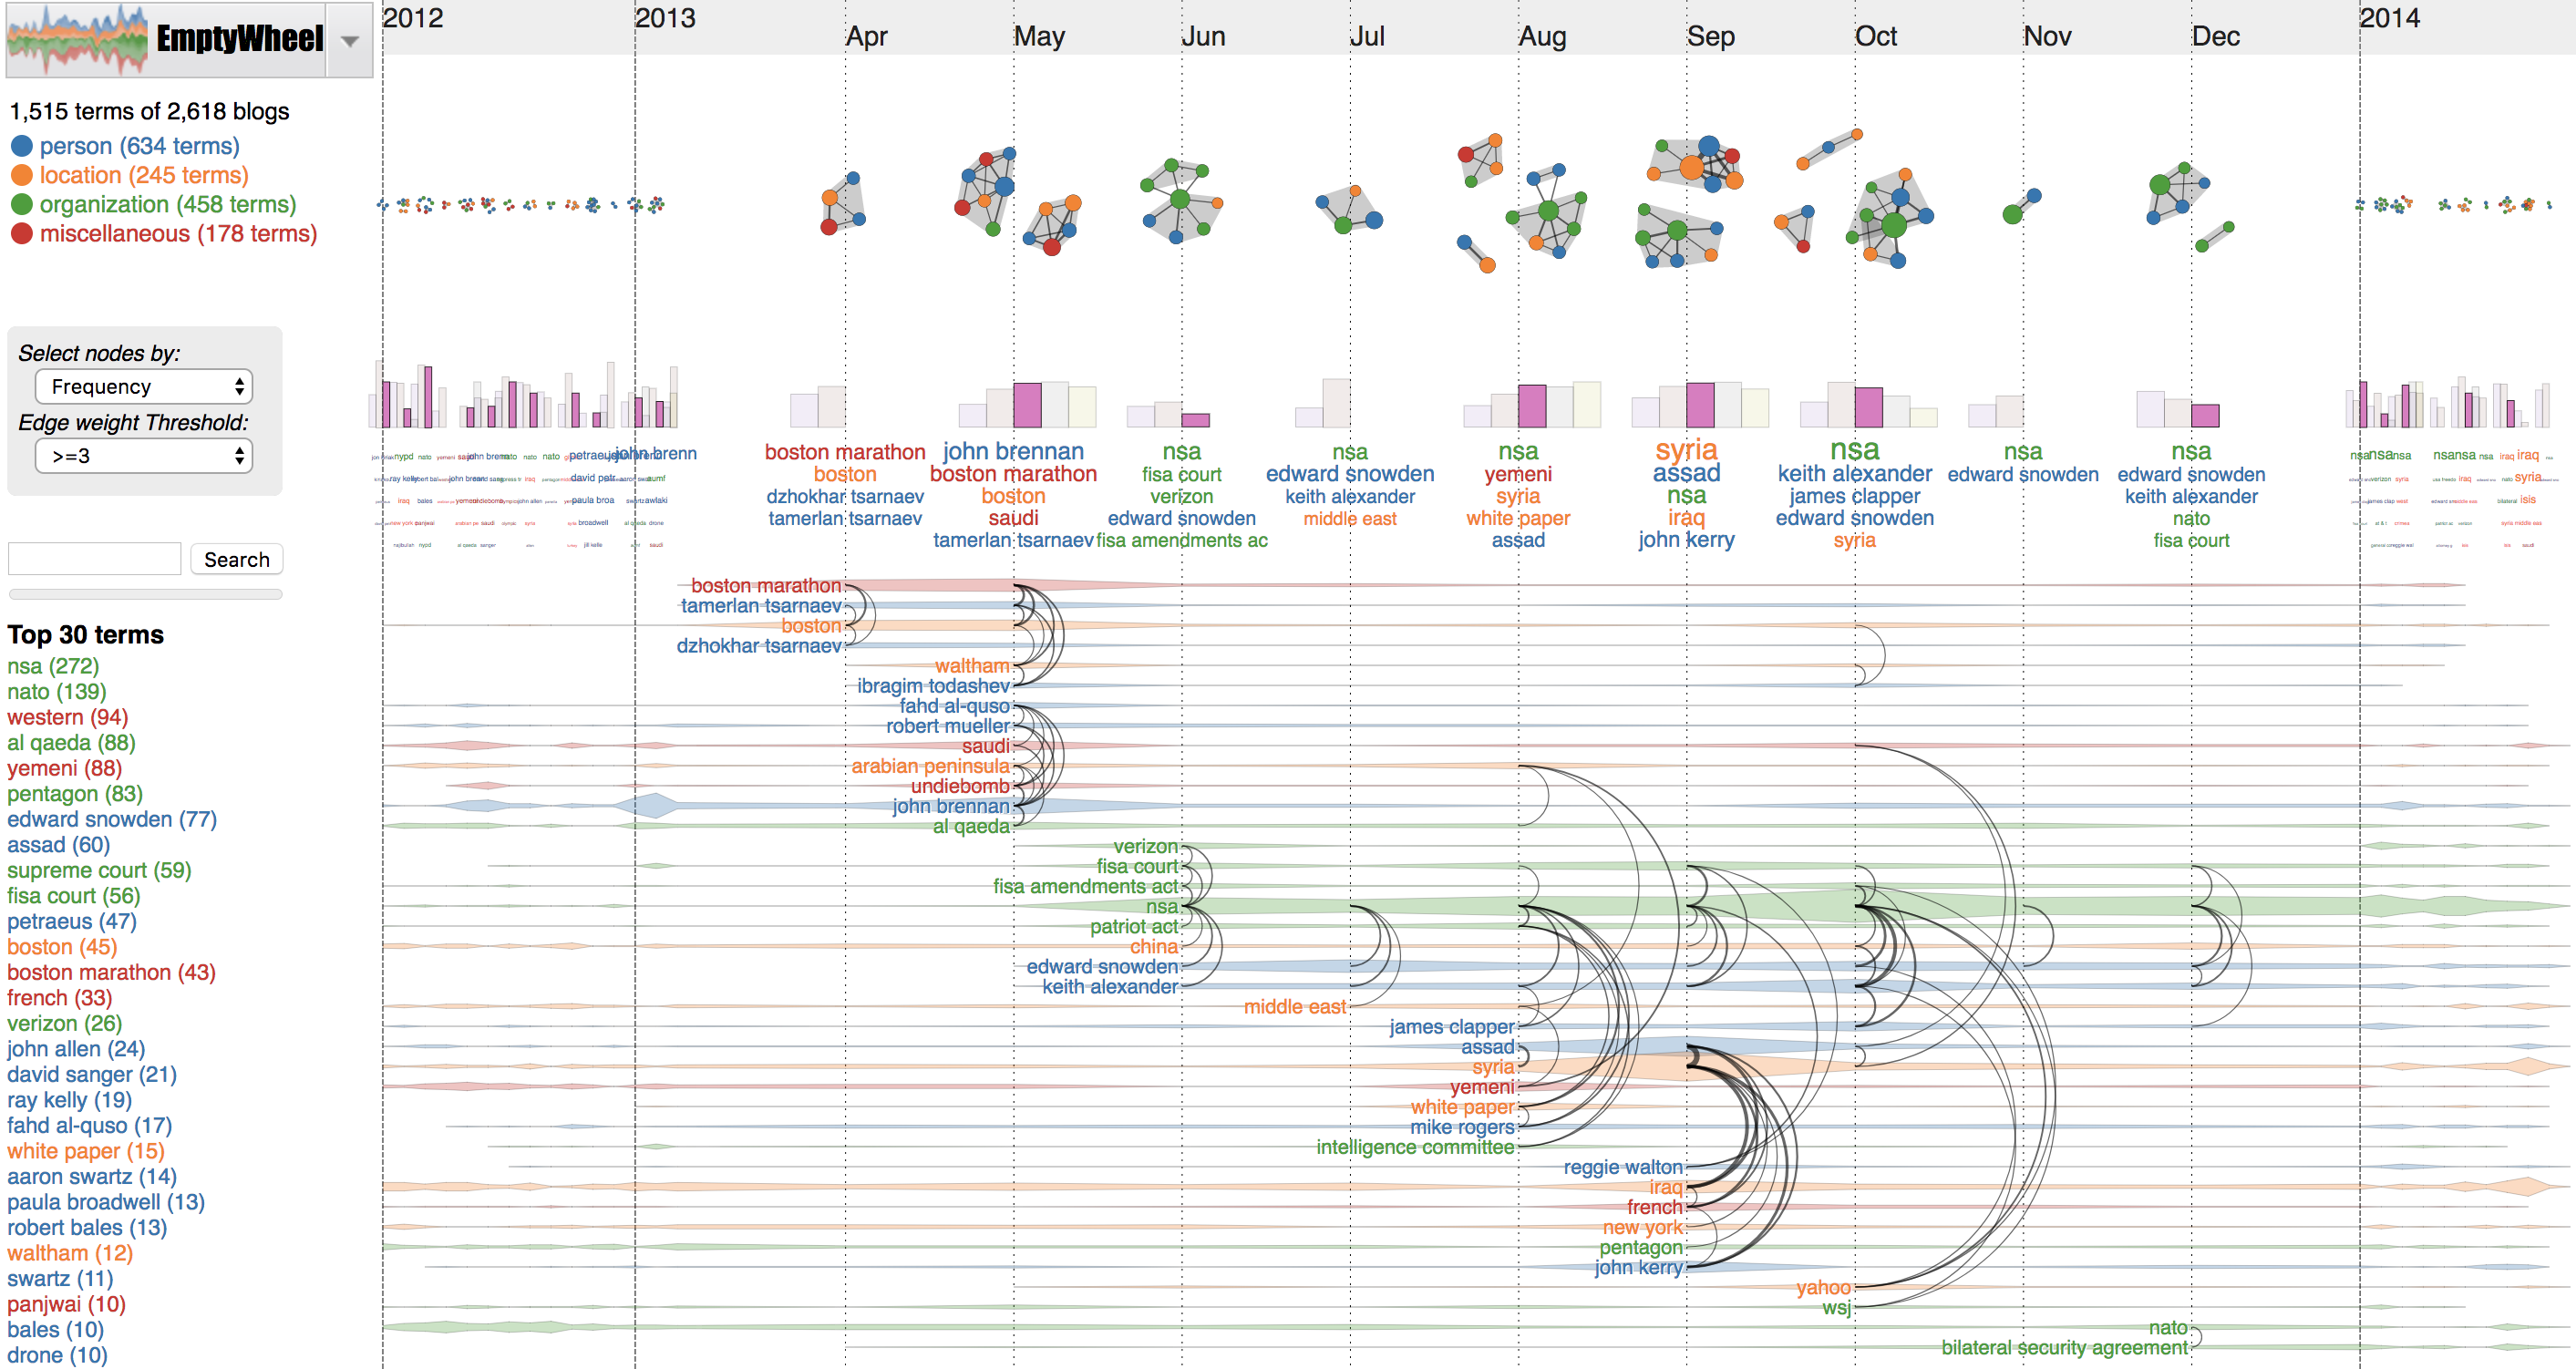 EmptyWheel
2012
2013
Apr
May
Jun
Jul
Aug
Sep
Oct
Nov
Dec
2014
1,515 terms of 2,618 blogs
person (634 terms)
location (245 terms)
organization (458 terms)
miscellaneous (178 terms)
Select nodes by:
Frequency
Edge weight Threshold:
>=3
Search
Top 30 terms
nsa (272)
nato (139)
western (94)
al qaeda (88)
yemeni (88)
pentagon (83)
edward snowden (77)
assad (60)
supreme court (59)
fisa court (56)
petraeus (47)
boston (45)
boston marathon (43)
french (33)
verizon (26)
john allen (24)
david sanger (21)
ray kelly (19)
fahd al-quso (17)
white paper (15)
aaron swartz (14)
paula broadwell (13)
robert bales (13)
waltham (12)
swartz (11)
panjwai (10)
bales (10)
drone (10)
boston marathon
boston
dzhokhar tsarnaev
tamerlan tsarnaev
john brennan
boston marathon
boston
saudi
tamerlan tsarnaev
nsa
fisa court
verizon
edward snowden
fisa amendments ac
nsa
edward snowden
keith alexander
middle east
nsa
yemeni
syria
white paper
assad
syria
assad
nsa
iraq
john kerry
nsa
keith alexander
james clapper
edward snowden
syria
nsa
edward snowden
nsa
edward snowden
keith alexander
nato
fisa court
boston marathon
tamerlan tsarnaev
boston
dzhokhar tsarnaev
waltham
ibragim todashev
fahd al-quso
robert mueller
saudi
arabian peninsula
undiebomb
john brennan
al qaeda
verizon
fisa court
fisa amendments act
nsa
patriot act
china
edward snowden
keith alexander
middle east
james clapper
assad
syria
yemeni
white paper
mike rogers
intelligence committee
reggie walton
iraq
french
new york
pentagon
john kerry
yahoo
wsj
nato
bilateral security agreement